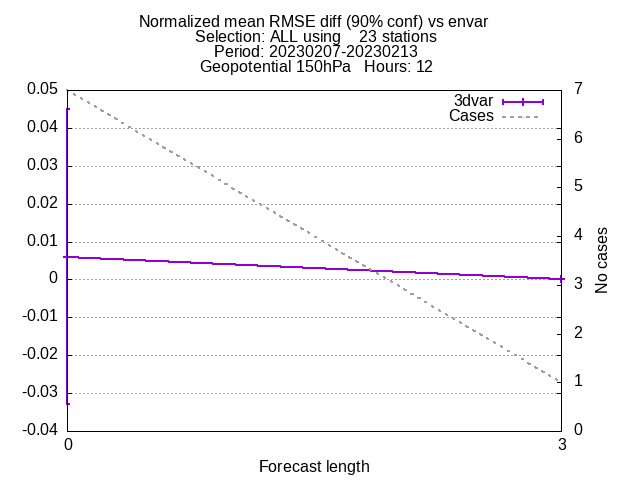 Normalized mean RMSE diff (90% conf) vs envar
Selection: ALL using    23 stations
Period: 20230207-20230213
Geopotential 150hPa   Hours: 12
3dvar
Cases
0.05
0.04
0.03
0.02
0.01
0
-0.01
-0.02
-0.03
-0.04
7
6
5
4
3
2
1
0
No cases
0
3
Forecast length